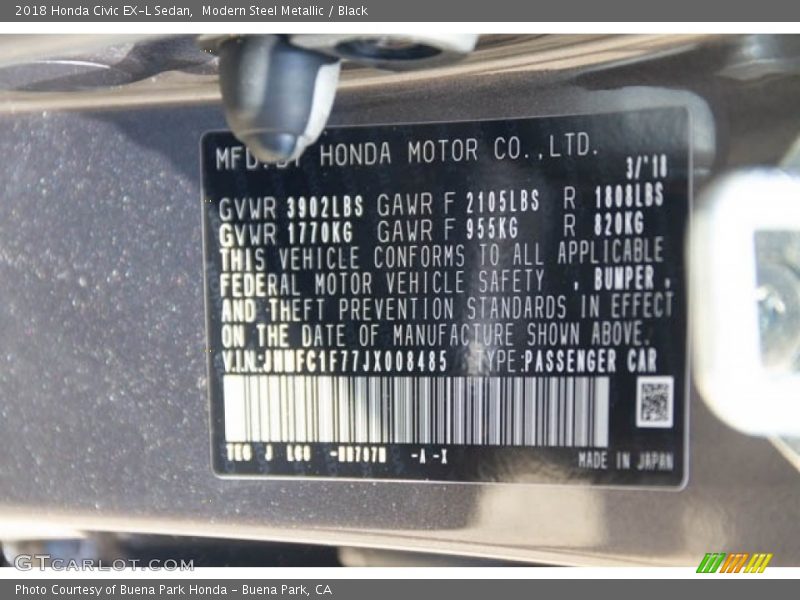 2018 Honda Civic EX-L Sedan, Modern Steel Metallic / Black
MFD. BY HONDA MOTOR CO.,LTD.
3/'18
GVWR 3902LBS GAWR F 2105LBS R 1808LBS
GVWR 1770KG GAWR F 955KG R 820KG
THIS VEHICLE CONFORMS TO ALL APPLICABLE
FEDERAL MOTOR VEHICLE SAFETY , BUMPER ,
AND THEFT PREVENTION STANDARDS IN EFFECT
ON THE DATE OF MANUFACTURE SHOWN ABOVE.
V.I.N.:JHMFC1F77JX008485 TYPE:PASSENGER CAR
J -A -X
MADE IN JAPAN
GTCARLOT.COM
Photo Courtesy of Buena Park Honda - Buena Park, CA